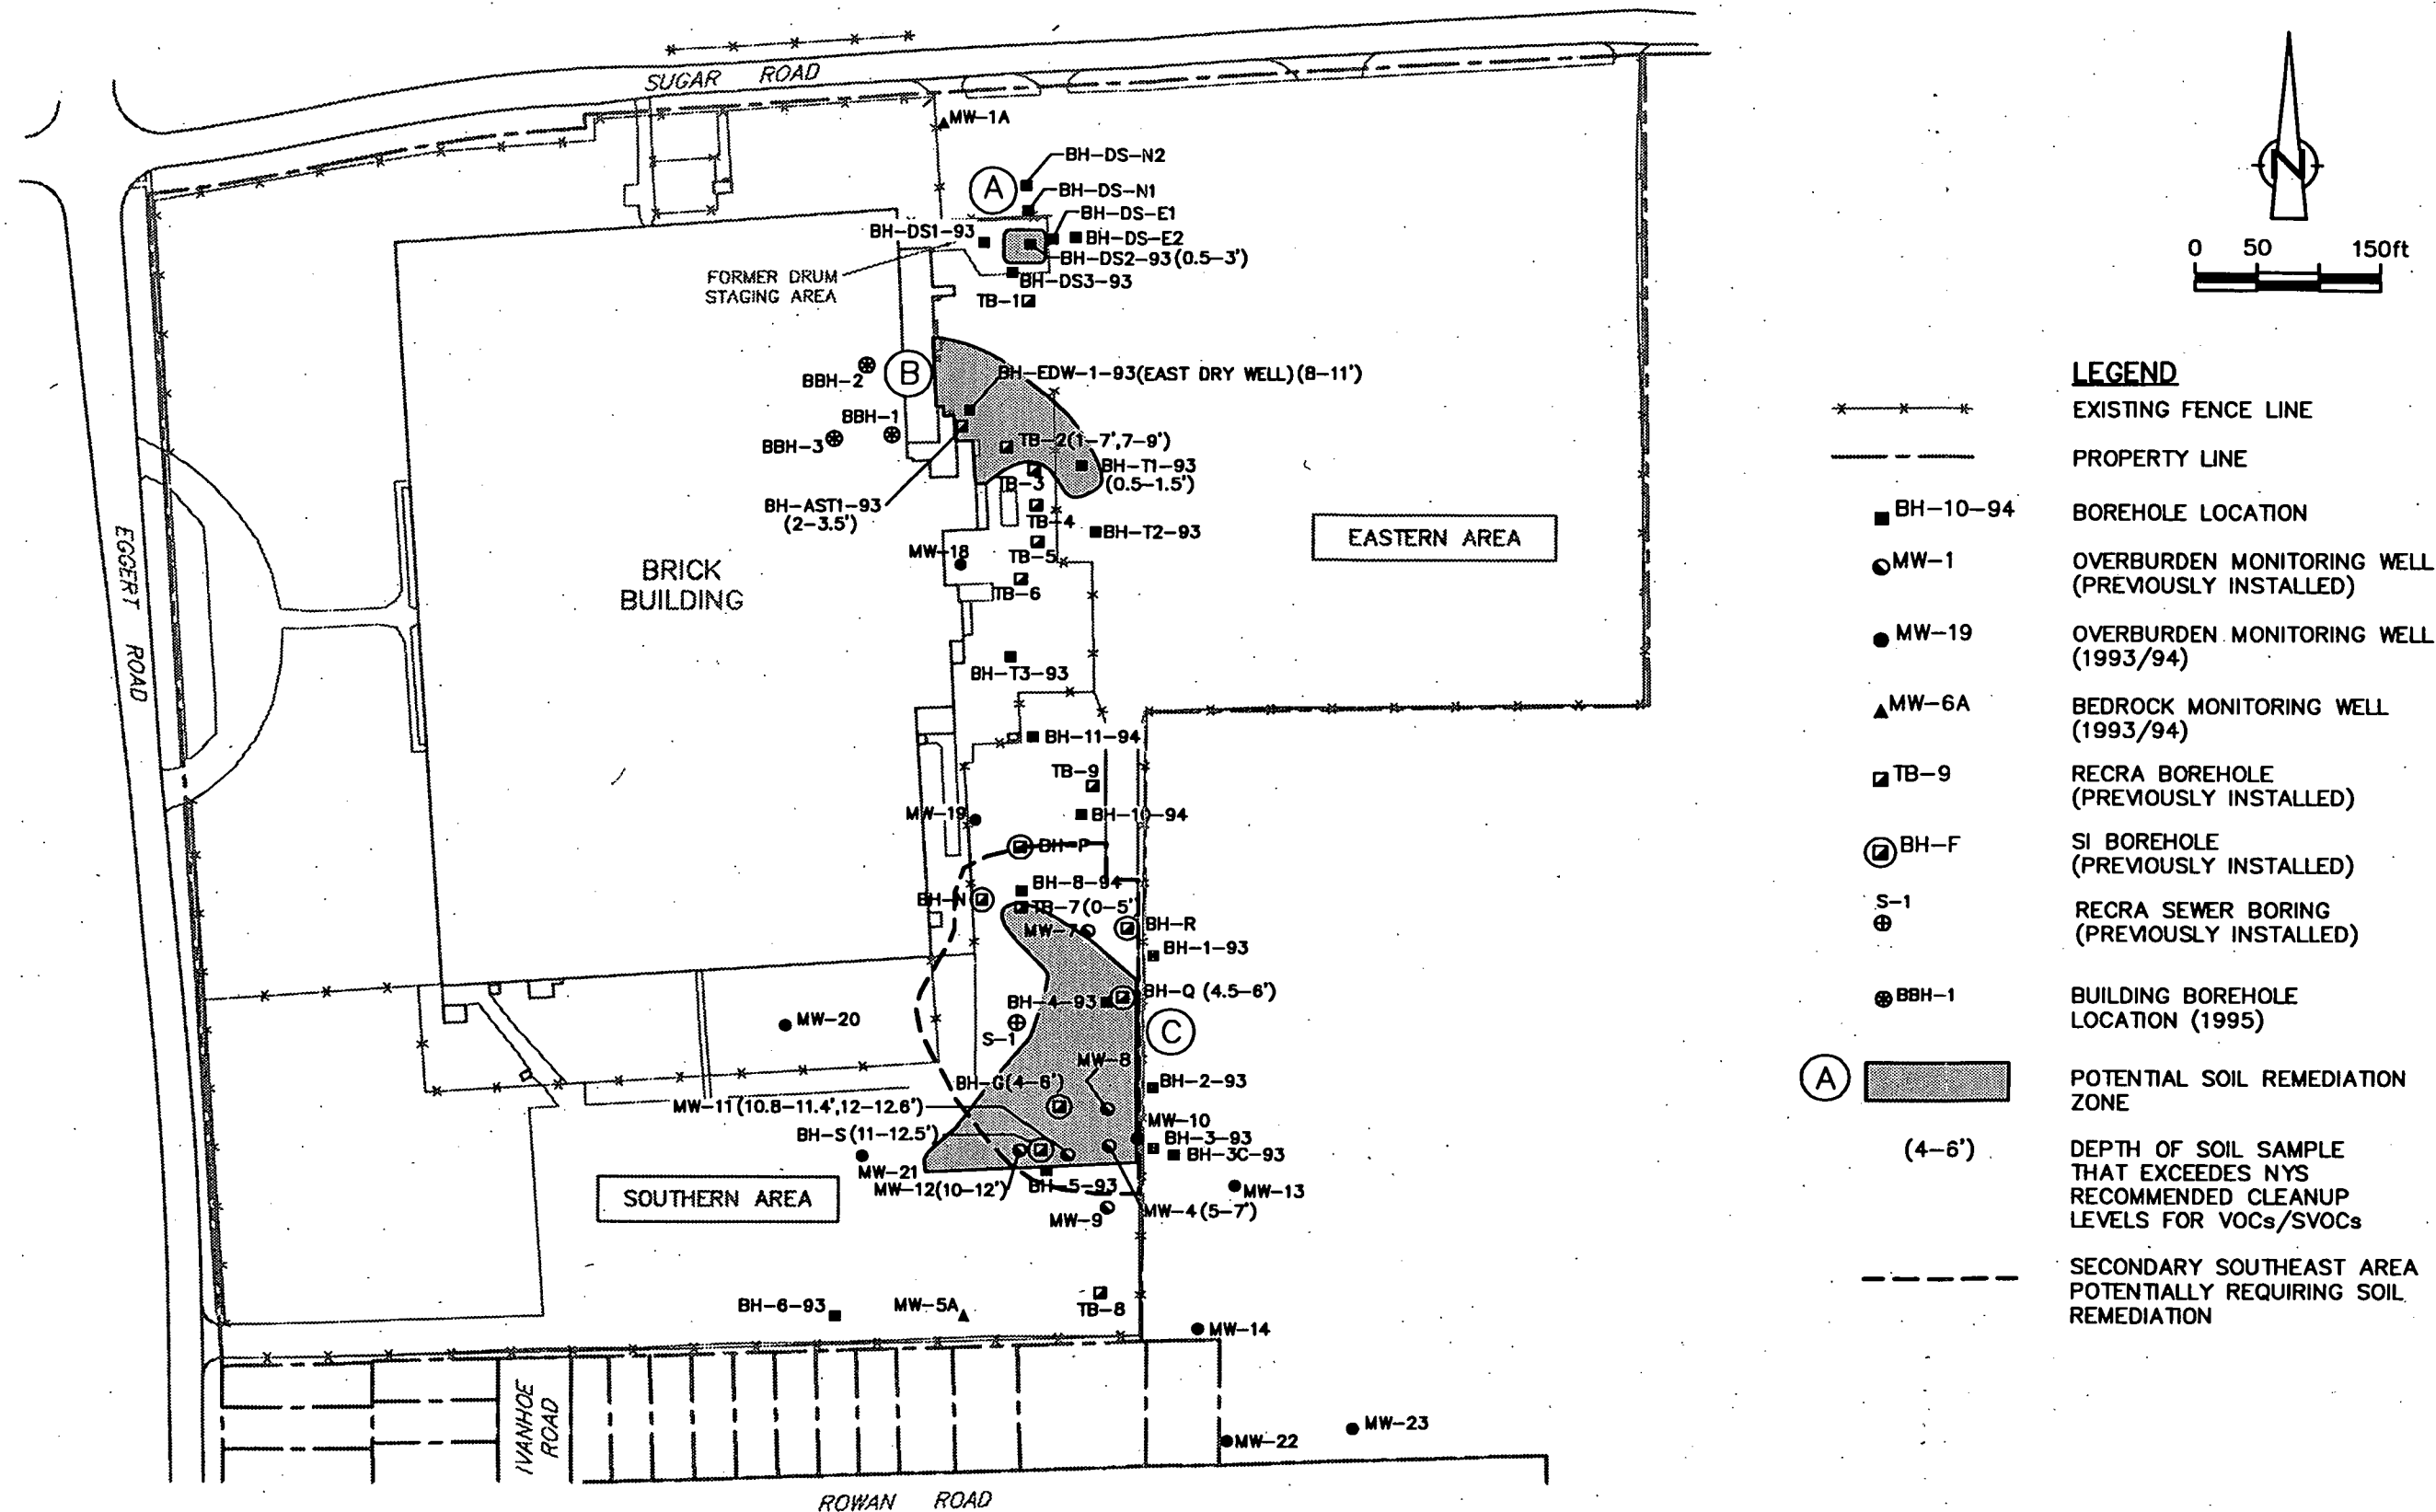 SUGAR ROAD
MW-1A
BH-DS-N2
A
BH-DS-N1
BH-DS-E1
BH-DS1-93
BH-DS-E2
BH-DS2-93(0.5-3')
FORMER DRUM
STAGING AREA
BH-DS3-93
TB-1
B
BBH-2
BH-EDW-1-93(EAST DRY WELL)(8-11')
BBH-1
BBH-3
TB-2(1-7',7-9')
BH-T1-93
(0.5-1.5')
TB-3
BH-AST1-93
(2-3.5')
TB-4
BH-T2-93
EASTERN AREA
TB-5
MW-18
BRICK
BUILDING
TB-6
EGGERT ROAD
BH-T3-93
BH-11-94
TB-9
MW-19
BH-10-94
BH-P
BH-8-94
BH-N
TB-7(0-5'
MW-7
BH-R
BH-1-93
BH-Q (4.5-6')
BH-4-93
MW-20
S-1
C
MW-8
BH-G(4-6')
BH-2-93
MW-11(10.8-11.4',12-12.6')
MW-10
BH-S(11-12.5')
BH-3-93
BH-3C-93
MW-21
MW-12(10-12')
BH-5-93
MW-13
SOUTHERN AREA
MW-4(5-7')
MW-9
BH-6-93
MW-5A
TB-8
MW-14
IVANHOE
ROAD
MW-23
MW-22
ROWAN ROAD
N
0 50 150ft
LEGEND
EXISTING FENCE LINE
PROPERTY LINE
BH-10-94 BOREHOLE LOCATION
MW-1 OVERBURDEN MONITORING WELL
(PREVIOUSLY INSTALLED)
MW-19 OVERBURDEN MONITORING WELL
(1993/94)
MW-6A BEDROCK MONITORING WELL
(1993/94)
TB-9 RECRA BOREHOLE
(PREVIOUSLY INSTALLED)
BH-F SI BOREHOLE
(PREVIOUSLY INSTALLED)
S-1 RECRA SEWER BORING
(PREVIOUSLY INSTALLED)
BBH-1 BUILDING BOREHOLE
LOCATION (1995)
A POTENTIAL SOIL REMEDIATION
ZONE
(4-6') DEPTH OF SOIL SAMPLE
THAT EXCEEDES NYS
RECOMMENDED CLEANUP
LEVELS FOR VOCs/SVOCs
SECONDARY SOUTHEAST AREA
POTENTIALLY REQUIRING SOIL
REMEDIATION